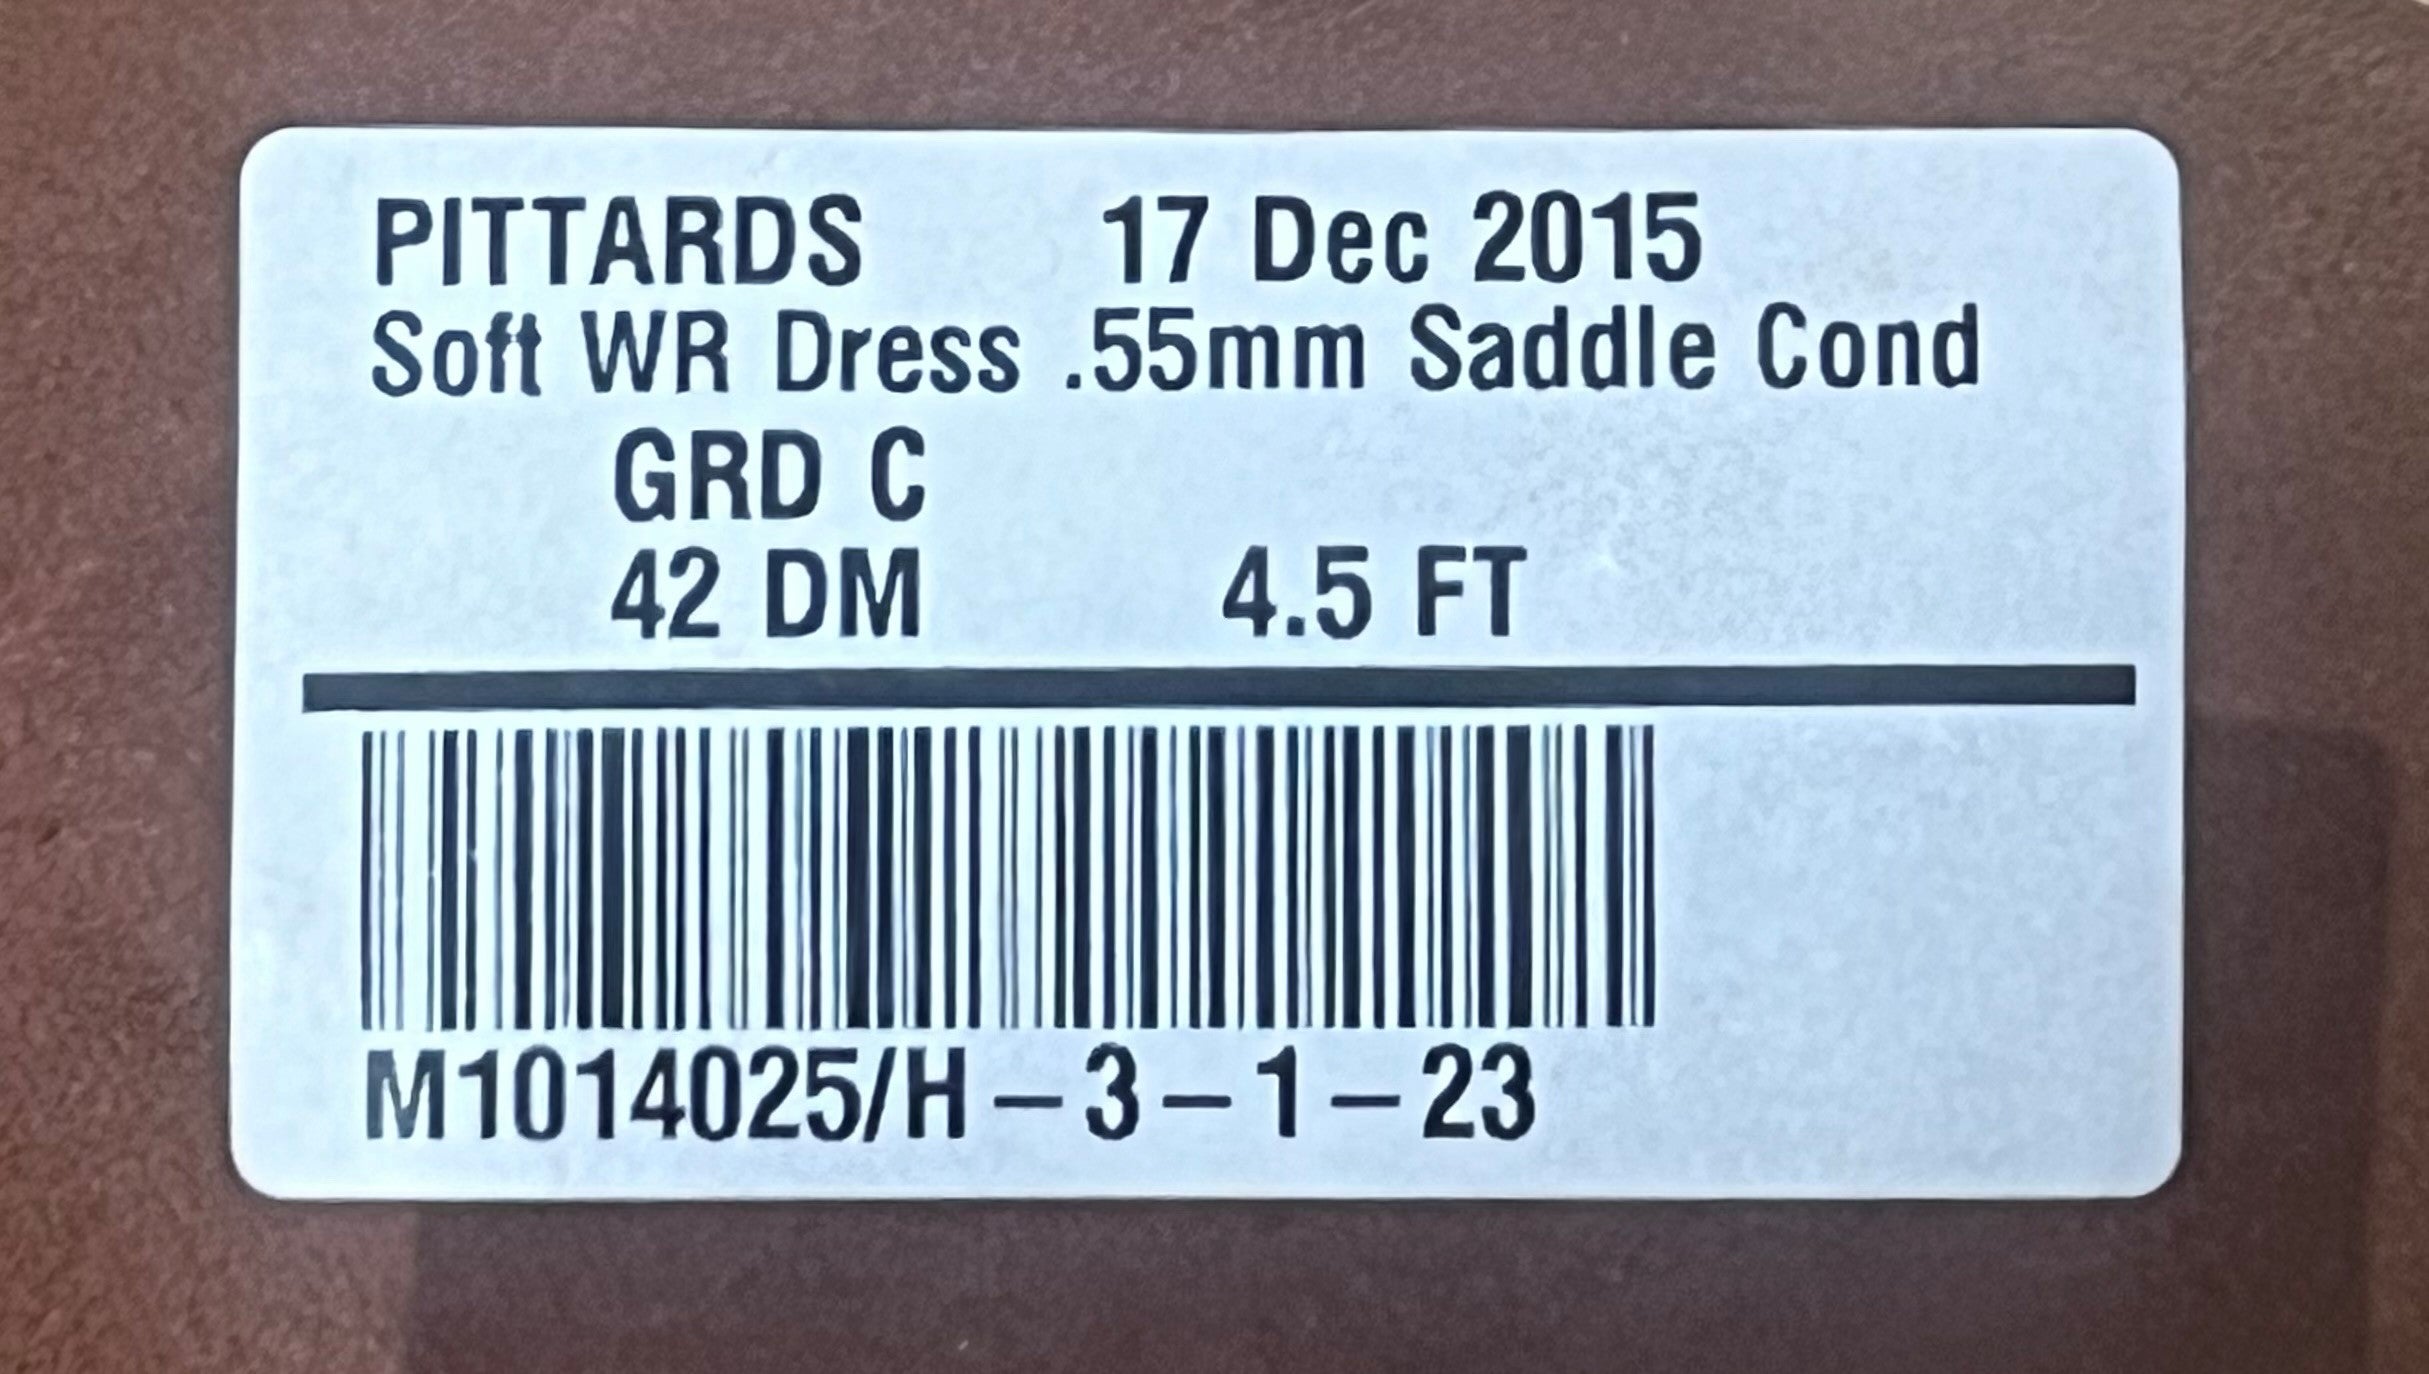 PITTARDS 17 Dec 2015
Soft WR Dress .55mm Saddle Cond
GRD C
42 DM 4.5 FT
M1014025/H-3-1-23